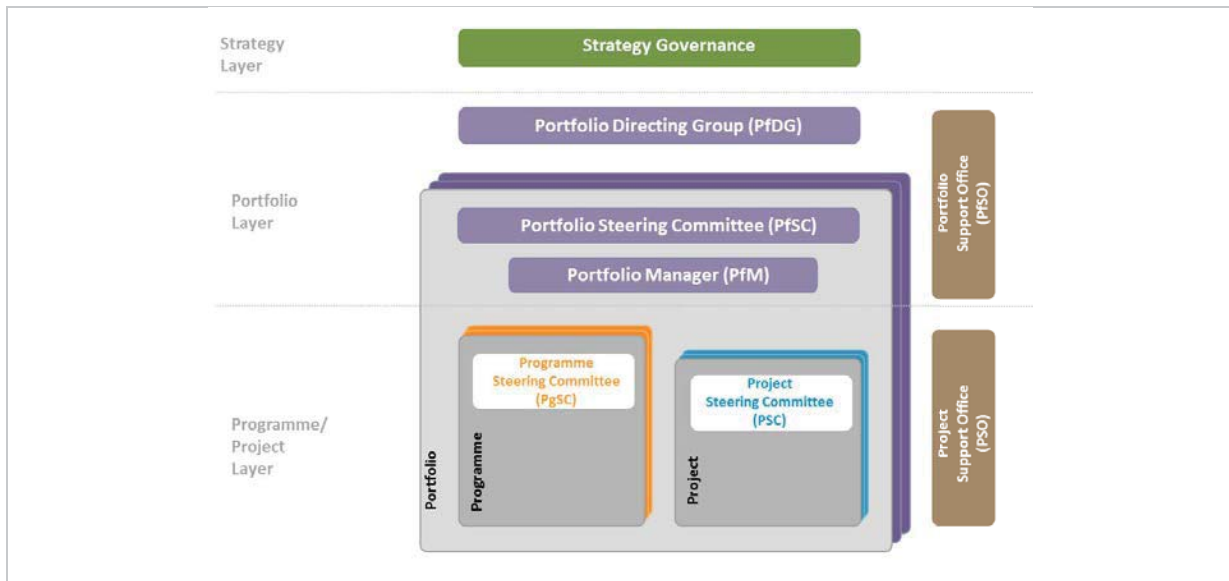 Strategy
Layer
Strategy Governance
Portfolio Directing Group (PfDG)
Portfolio
Layer
Portfolio Steering Committee (PfSC)
Portfolio Manager (PfM)
Portfolio
Support Office
(PfSO)
Programme/
Project
Layer
Portfolio
Programme
Programme
Steering Committee
(PgSC)
Project
Project
Steering Committee
(PSC)
Project
Support Office
(PSO)